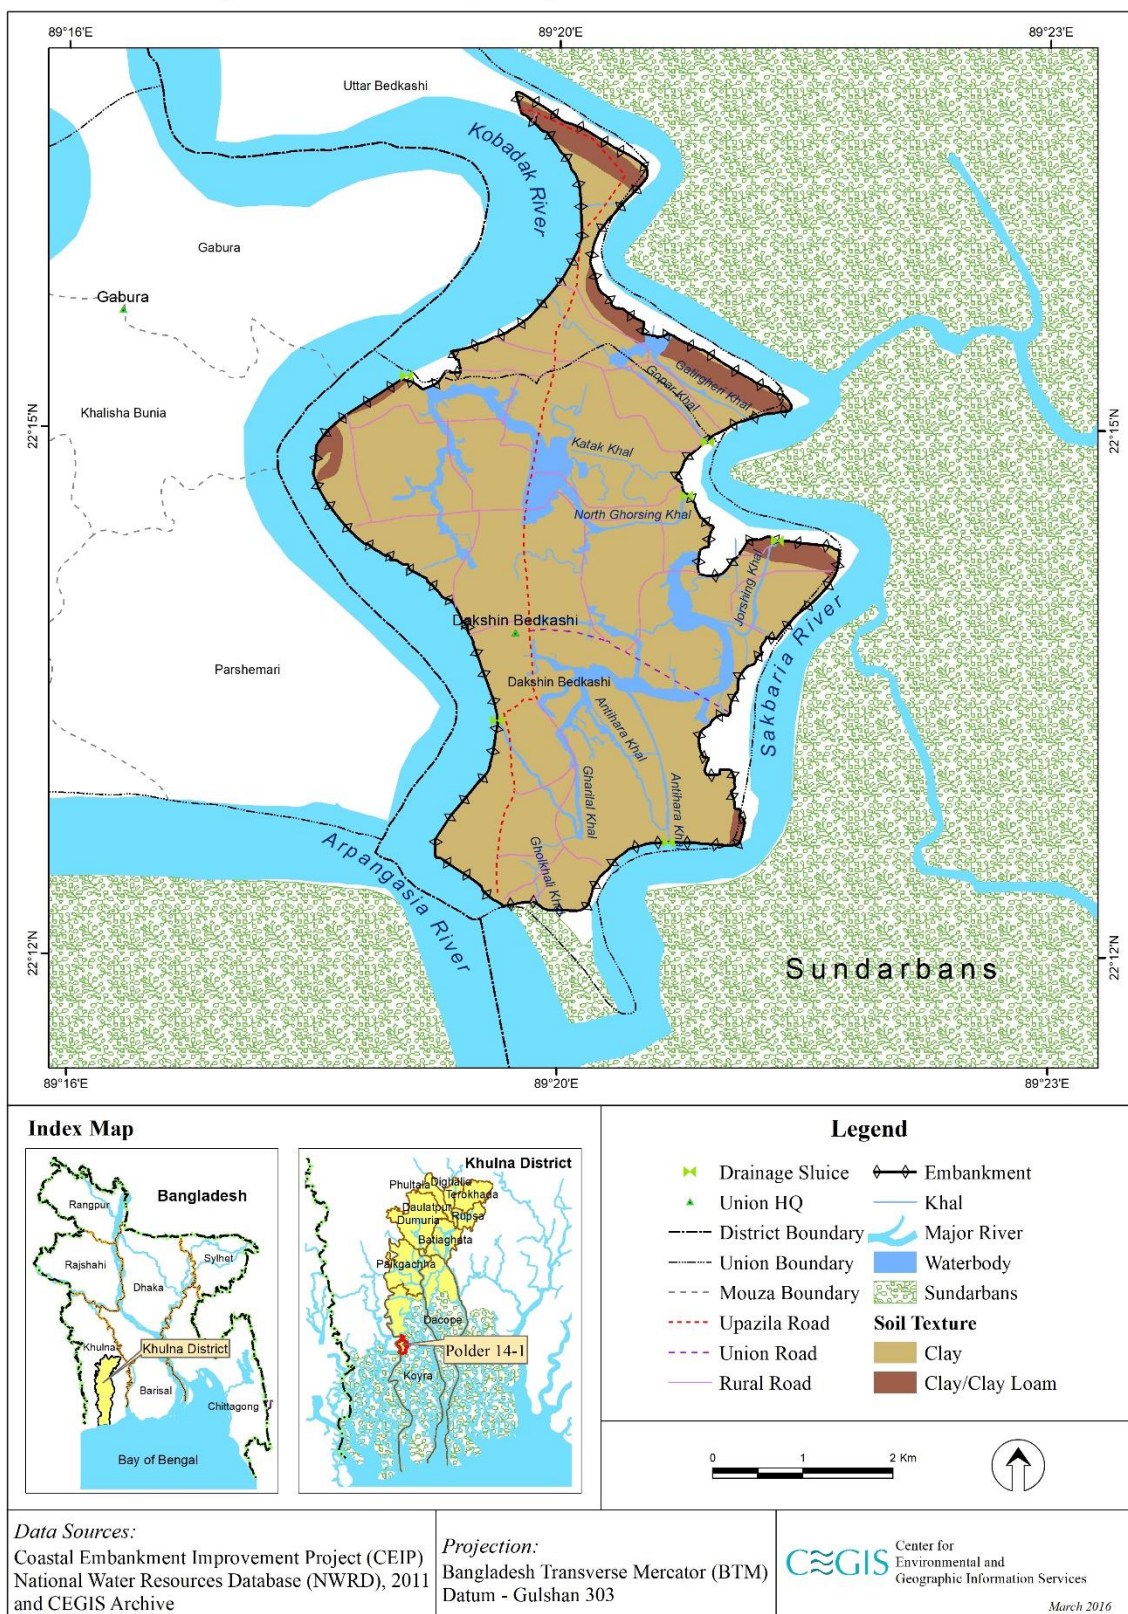 89°16'E
89°20'E
89°23'E
Uttar Bedkashi
Kobadak River
Gabura
Gabura
Khalisha Bunia
22°15'N
22°15'N
Gopar Khal
Gatirgheri Khal
Katak Khal
North Ghorsing Khal
Jorshing Khal
Dakshin Bedkashi
Sakbaria River
Parshemari
Dakshin Bedkashi
Antihara Khal
Gharilal Khal
Antihara Khal
Arpangasia River
Gholkhali Khal
22°12'N
22°12'N
Sundarbans
89°16'E
89°20'E
89°23'E
Index Map
Bangladesh
Rangpur
Rajshahi
Sylhet
Dhaka
Khulna
Khulna District
Barisal
Chittagong
Bay of Bengal
Khulna District
Phultala
Dighalia
Terokhada
Daulatpur
Dumuria
Rupsa
Batiaghata
Paikgachha
Dacope
Polder 14-1
Koyra
Legend
Drainage Sluice
Union HQ
District Boundary
Union Boundary
Mouza Boundary
Upazila Road
Union Road
Rural Road
Embankment
Khal
Major River
Waterbody
Sundarbans
Soil Texture
Clay
Clay/Clay Loam
0 1 2 Km
Data Sources:
Coastal Embankment Improvement Project (CEIP)
National Water Resources Database (NWRD), 2011
and CEGIS Archive
Projection:
Bangladesh Transverse Mercator (BTM)
Datum - Gulshan 303
CEGIS
Center for
Environmental and
Geographic Information Services
March 2016